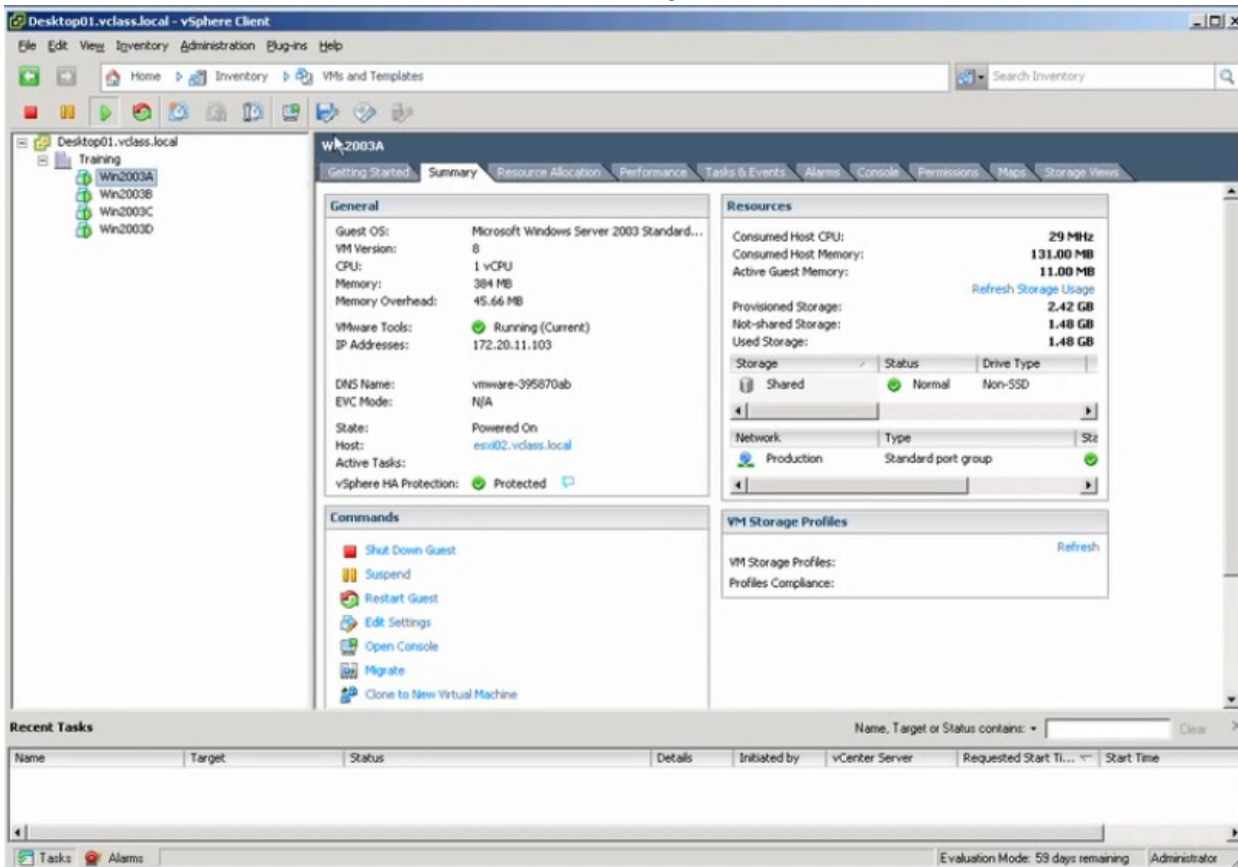 Desktop01.vclass.local - vSphere Client
File Edit View Inventory Administration Plug-ins Help
Home Inventory VMs and Templates Search Inventory
Desktop01.vclass.local
Training
Win2003A
Win2003B
Win2003C
Win2003D
Win2003A
Getting Started Summary Resource Allocation Performance Tasks & Events Alarms Console Permissions Maps Storage Views
General
Guest OS: Microsoft Windows Server 2003 Standard...
VM Version: 8
CPU: 1 vCPU
Memory: 384 MB
Memory Overhead: 45.66 MB
VMware Tools: Running (Current)
IP Addresses: 172.20.11.103
DNS Name: vmware-395870ab
EVC Mode: N/A
State: Powered On
Host: esxi02.vclass.local
Active Tasks:
vSphere HA Protection: Protected
Commands
Shut Down Guest
Suspend
Restart Guest
Edit Settings
Open Console
Migrate
Clone to New Virtual Machine
Resources
Consumed Host CPU: 29 MHz
Consumed Host Memory: 131.00 MB
Active Guest Memory: 11.00 MB
Refresh Storage Usage
Provisioned Storage: 2.42 GB
Not-shared Storage: 1.48 GB
Used Storage: 1.48 GB
Storage Status Drive Type
Shared Normal Non-SSD
Network Type Sta
Production Standard port group
VM Storage Profiles
Refresh
VM Storage Profiles:
Profiles Compliance:
Recent Tasks Name, Target or Status contains: Clear
Name Target Status Details Initiated by vCenter Server Requested Start Ti... Start Time
Tasks Alarms Evaluation Mode: 59 days remaining Administrator